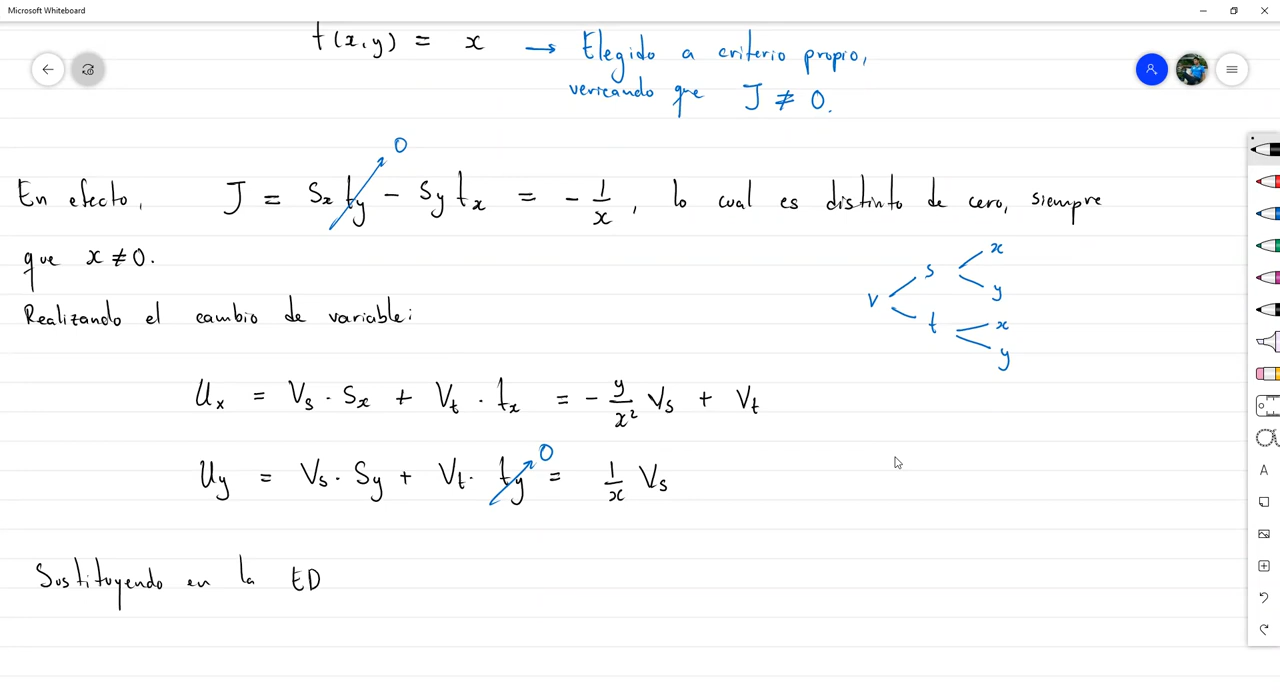 Microsoft Whiteboard
t(x,y) = x → Elegido a criterio propio,
vericando que J ≠ 0.
0
En efecto, J = Sx ty - Sy tx = - 1/x, lo cual es distinto de cero, siempre
que x ≠ 0.
Realizando el cambio de variable:
V s x y
t x y
Ux = Vs · Sx + Vt · tx = - y/x² Vs + Vt
Uy = Vs · Sy + Vt · ty 0 = 1/x Vs
Sustituyendo en la ED
A